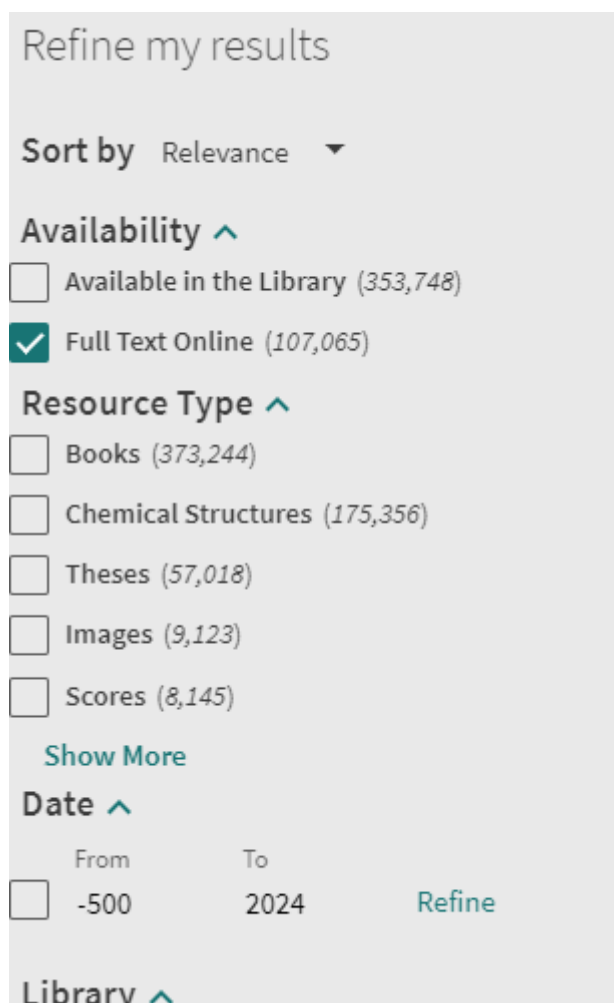 Refine my results
Sort by Relevance
Availability
Available in the Library (353,748)
Full Text Online (107,065)
Resource Type
Books (373,244)
Chemical Structures (175,356)
Theses (57,018)
Images (9,123)
Scores (8,145)
Show More
Date
From To
-500 2024 Refine
Library